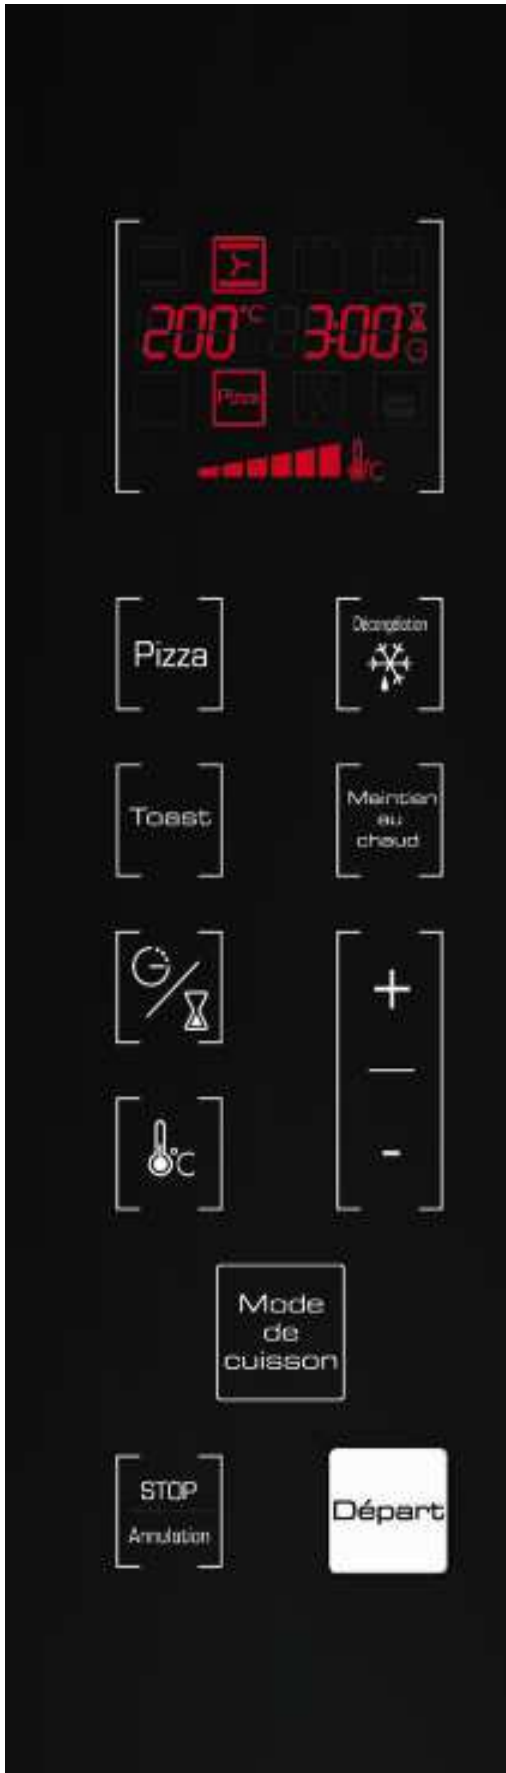 200°C 3:00
Pizza
°C
Pizza
Décongélation
Toast
Maintien
au
chaud
+
-
°C
Mode
de
cuisson
STOP
Annulation
Départ